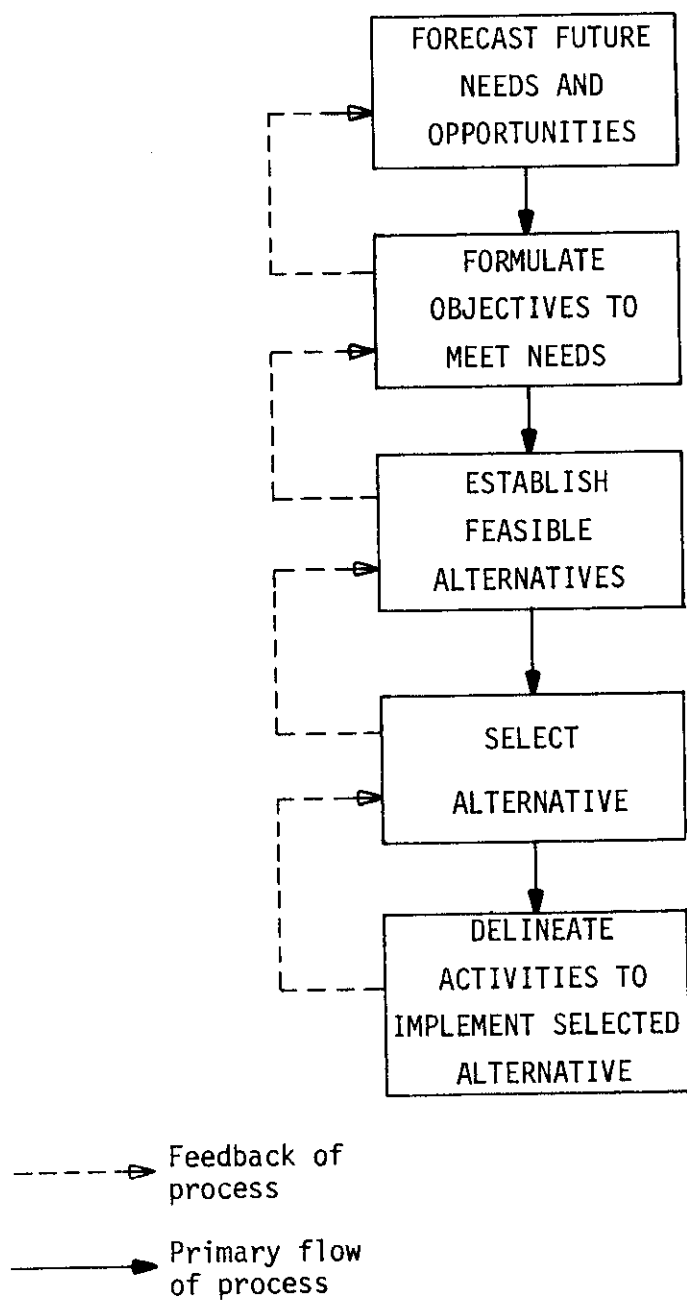 FORECAST FUTURE
NEEDS AND
OPPORTUNITIES
FORMULATE
OBJECTIVES TO
MEET NEEDS
ESTABLISH
FEASIBLE
ALTERNATIVES
SELECT
ALTERNATIVE
DELINEATE
ACTIVITIES TO
IMPLEMENT SELECTED
ALTERNATIVE
Feedback of
process
Primary flow
of process